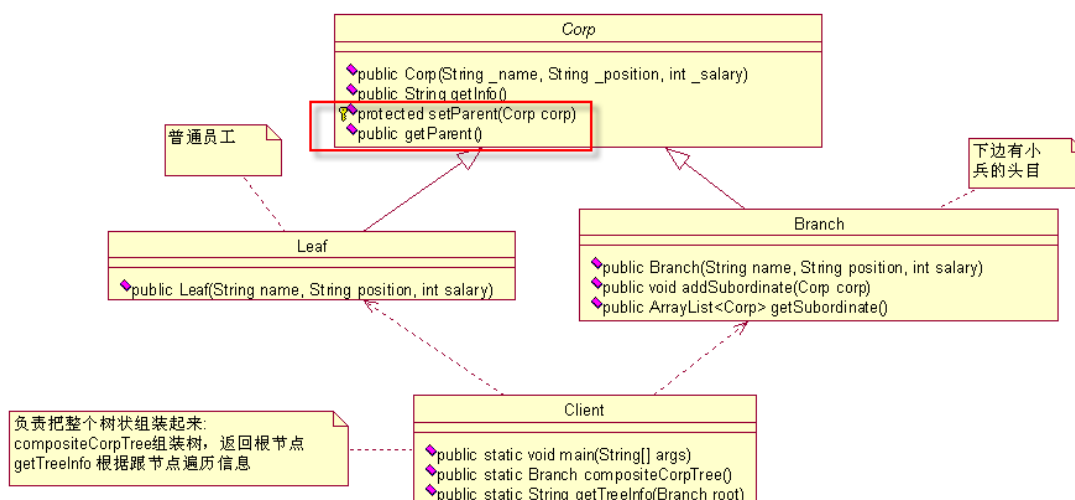 Corp
public Corp(String _name, String _position, int _salary)
public String getInfo()
protected setParent(Corp corp)
public getParent()
普通员工
下边有小
兵的头目
Leaf
public Leaf(String name, String position, int salary)
Branch
public Branch(String name, String position, int salary)
public void addSubordinate(Corp corp)
public ArrayList<Corp> getSubordinate()
负责把整个树状组装起来:
compositeCorpTree组装树，返回根节点
getTreeInfo 根据跟节点遍历信息
Client
public static void main(String[] args)
public static Branch compositeCorpTree()
public static String getTreeInfo(Branch root)